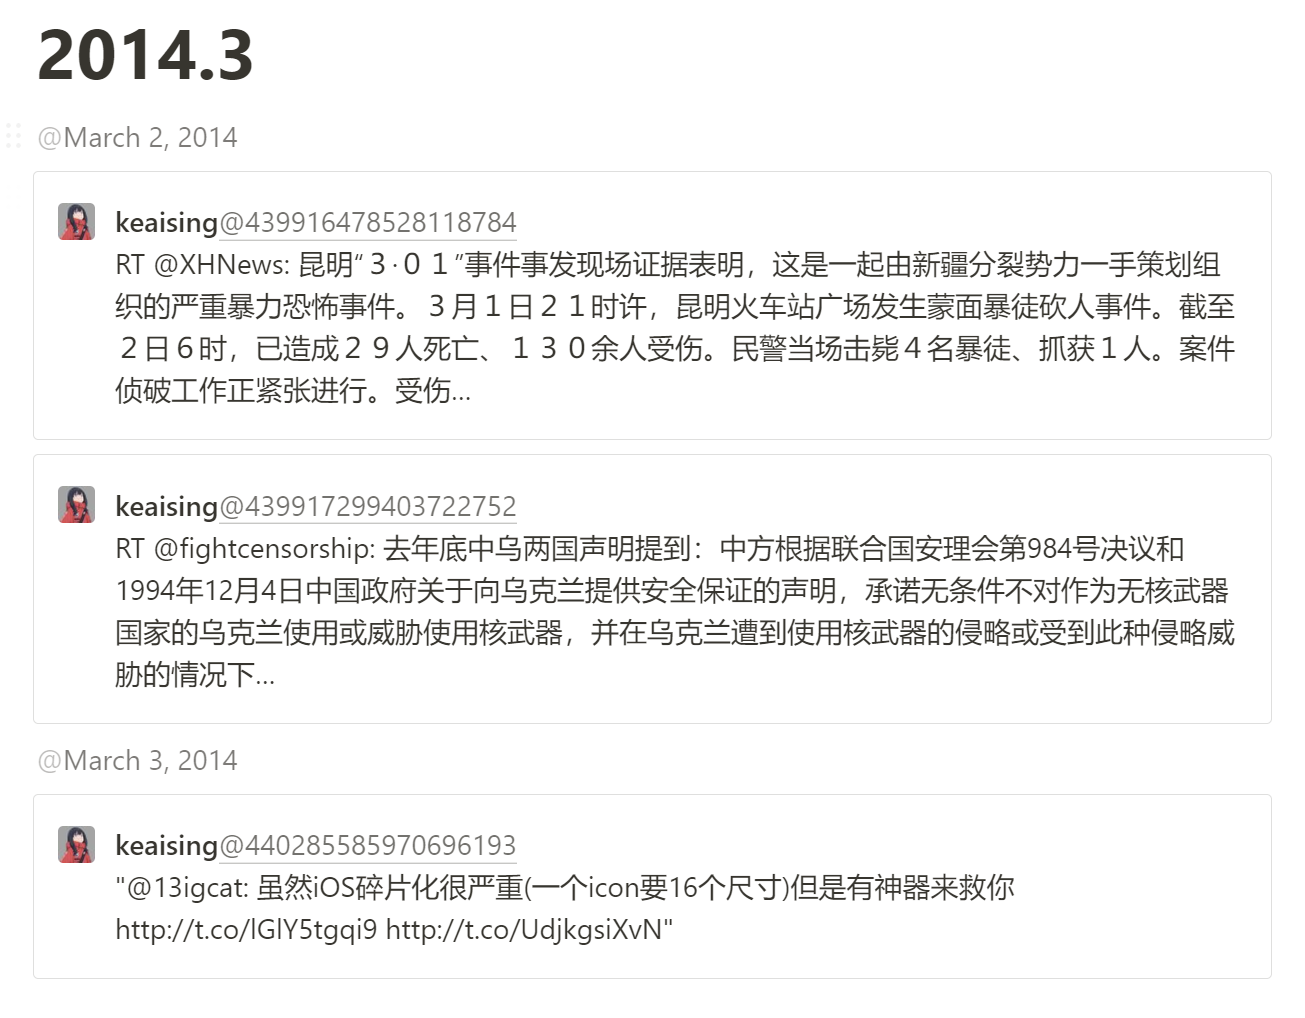 2014.3
@March 2, 2014
keaising@439916478528118784
RT @XHNews: 昆明“３·０１”事件事发现场证据表明，这是一起由新疆分裂势力一手策划组
织的严重暴力恐怖事件。３月１日２１时许，昆明火车站广场发生蒙面暴徒砍人事件。截至
２日６时，已造成２９人死亡、１３０余人受伤。民警当场击毙４名暴徒、抓获１人。案件
侦破工作正紧张进行。受伤...
keaising@439917299403722752
RT @fightcensorship: 去年底中乌两国声明提到：中方根据联合国安理会第984号决议和
1994年12月4日中国政府关于向乌克兰提供安全保证的声明，承诺无条件不对作为无核武器
国家的乌克兰使用或威胁使用核武器，并在乌克兰遭到使用核武器的侵略或受到此种侵略威
胁的情况下...
@March 3, 2014
keaising@440285585970696193
"@13igcat: 虽然iOS碎片化很严重(一个icon要16个尺寸)但是有神器来救你
http://t.co/lGlY5tgqi9 http://t.co/UdjkgsiXvN"